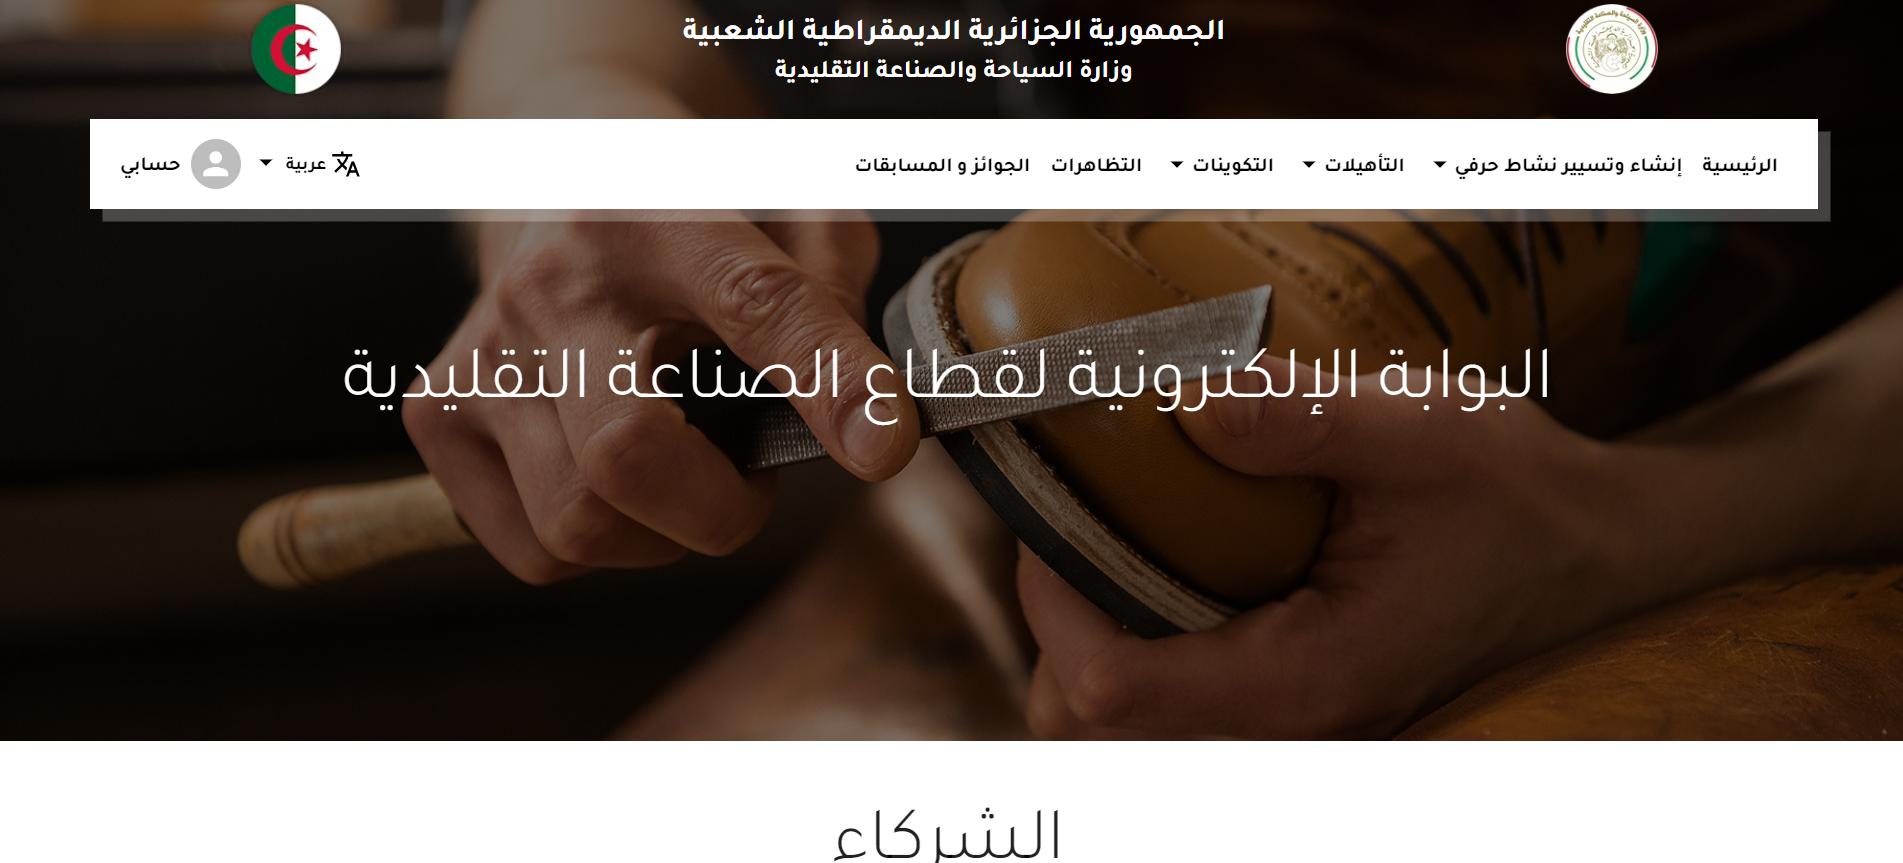 الجمهورية الجزائرية الديمقراطية الشعبية
وزارة السياحة والصناعة التقليدية
الرئيسية
إنشاء وتسيير نشاط حرفي
التأهيلات
التكوينات
التظاهرات
الجوائز و المسابقات
عربية
حسابي
البوابة الإلكترونية لقطاع الصناعة التقليدية
الشركاء